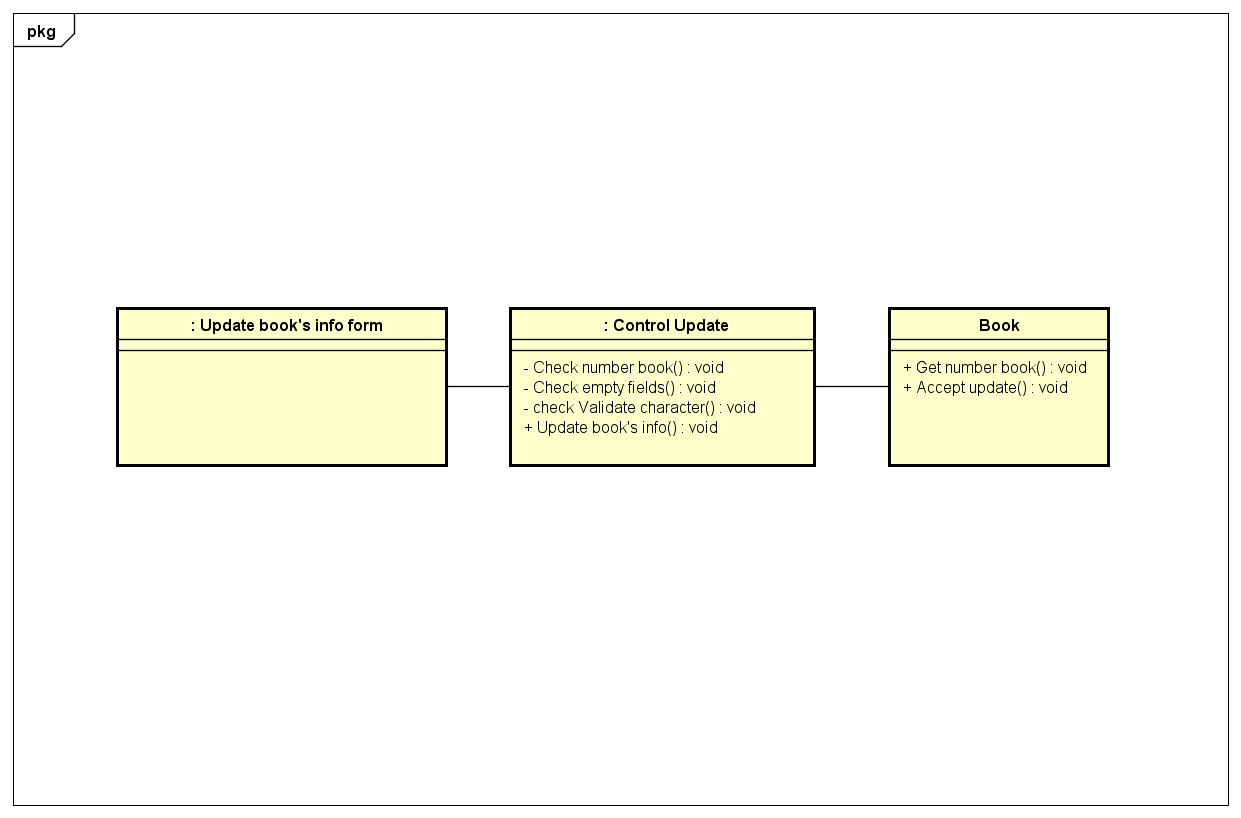 pkg
: Update book's info form
: Control Update
- Check number book() : void
- Check empty fields() : void
- check Validate character() : void
+ Update book's info() : void
Book
+ Get number book() : void
+ Accept update() : void